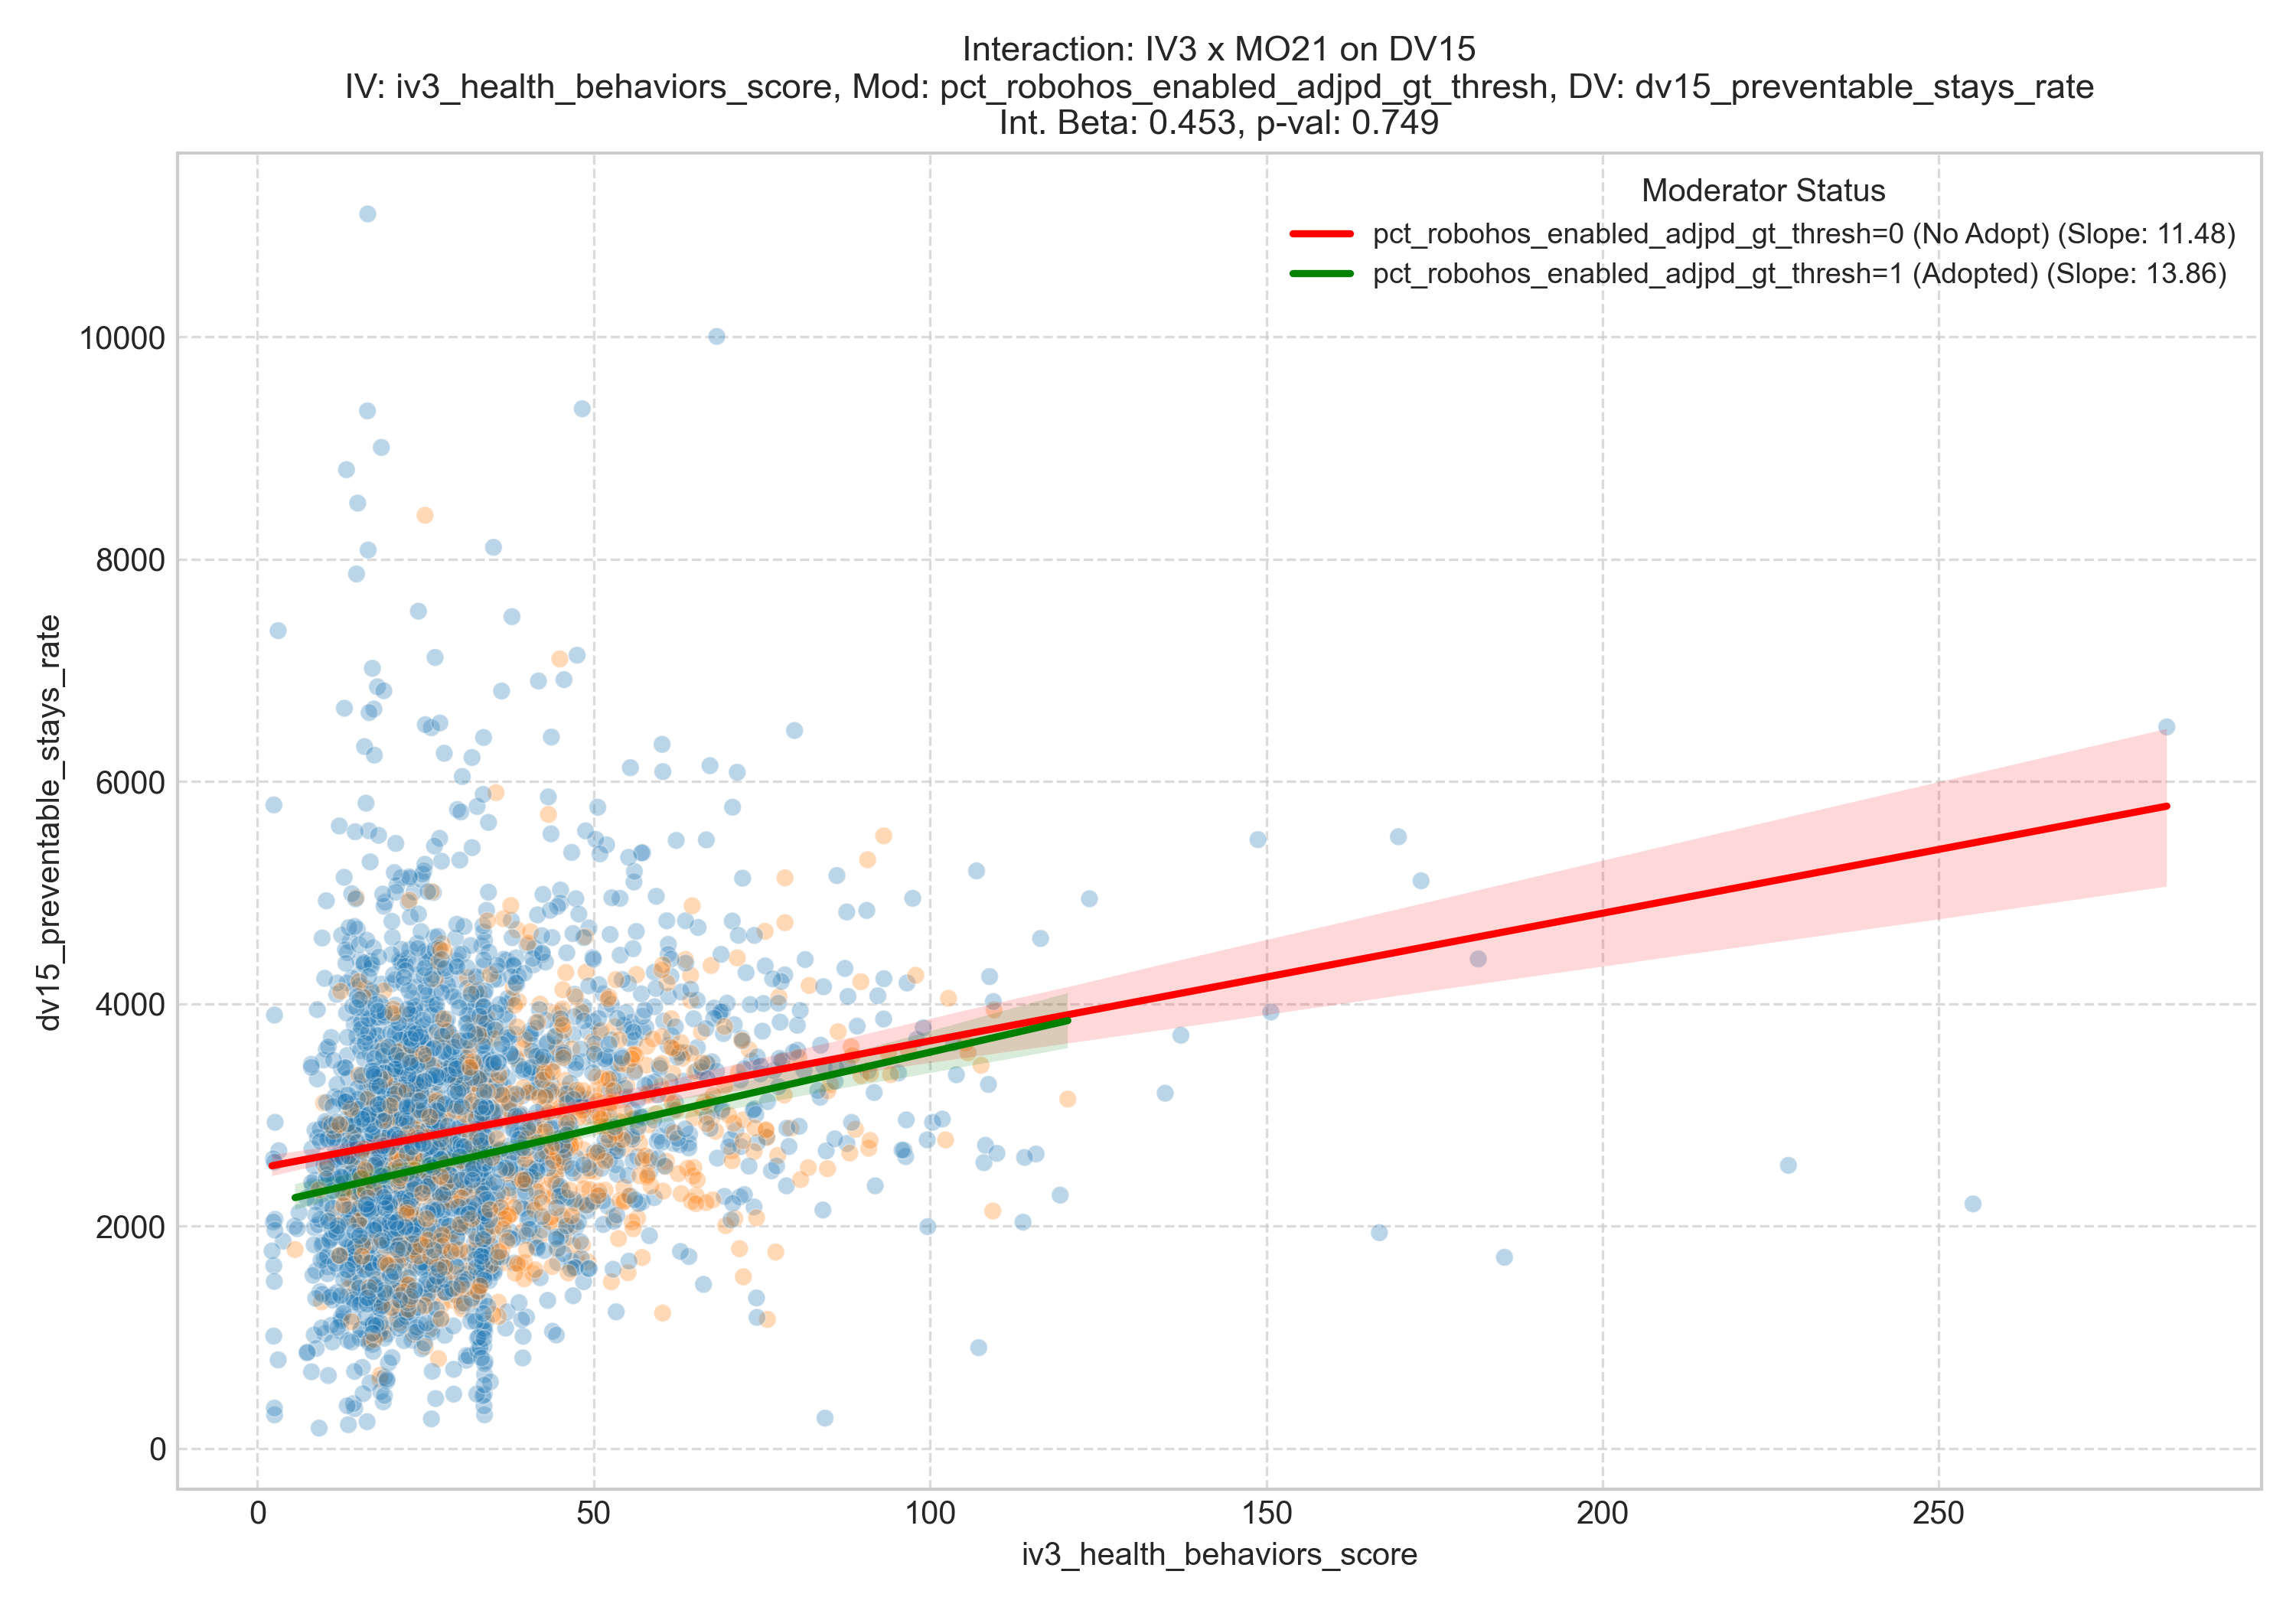 Interaction: IV3 x MO21 on DV15
IV: iv3_health_behaviors_score, Mod: pct_robohos_enabled_adjpd_gt_thresh, DV: dv15_preventable_stays_rate
Int. Beta: 0.453, p-val: 0.749
Moderator Status
pct_robohos_enabled_adjpd_gt_thresh=0 (No Adopt) (Slope: 11.48)
pct_robohos_enabled_adjpd_gt_thresh=1 (Adopted) (Slope: 13.86)
dv15_preventable_stays_rate
10000
8000
6000
4000
2000
0
0
50
100
150
200
250
iv3_health_behaviors_score